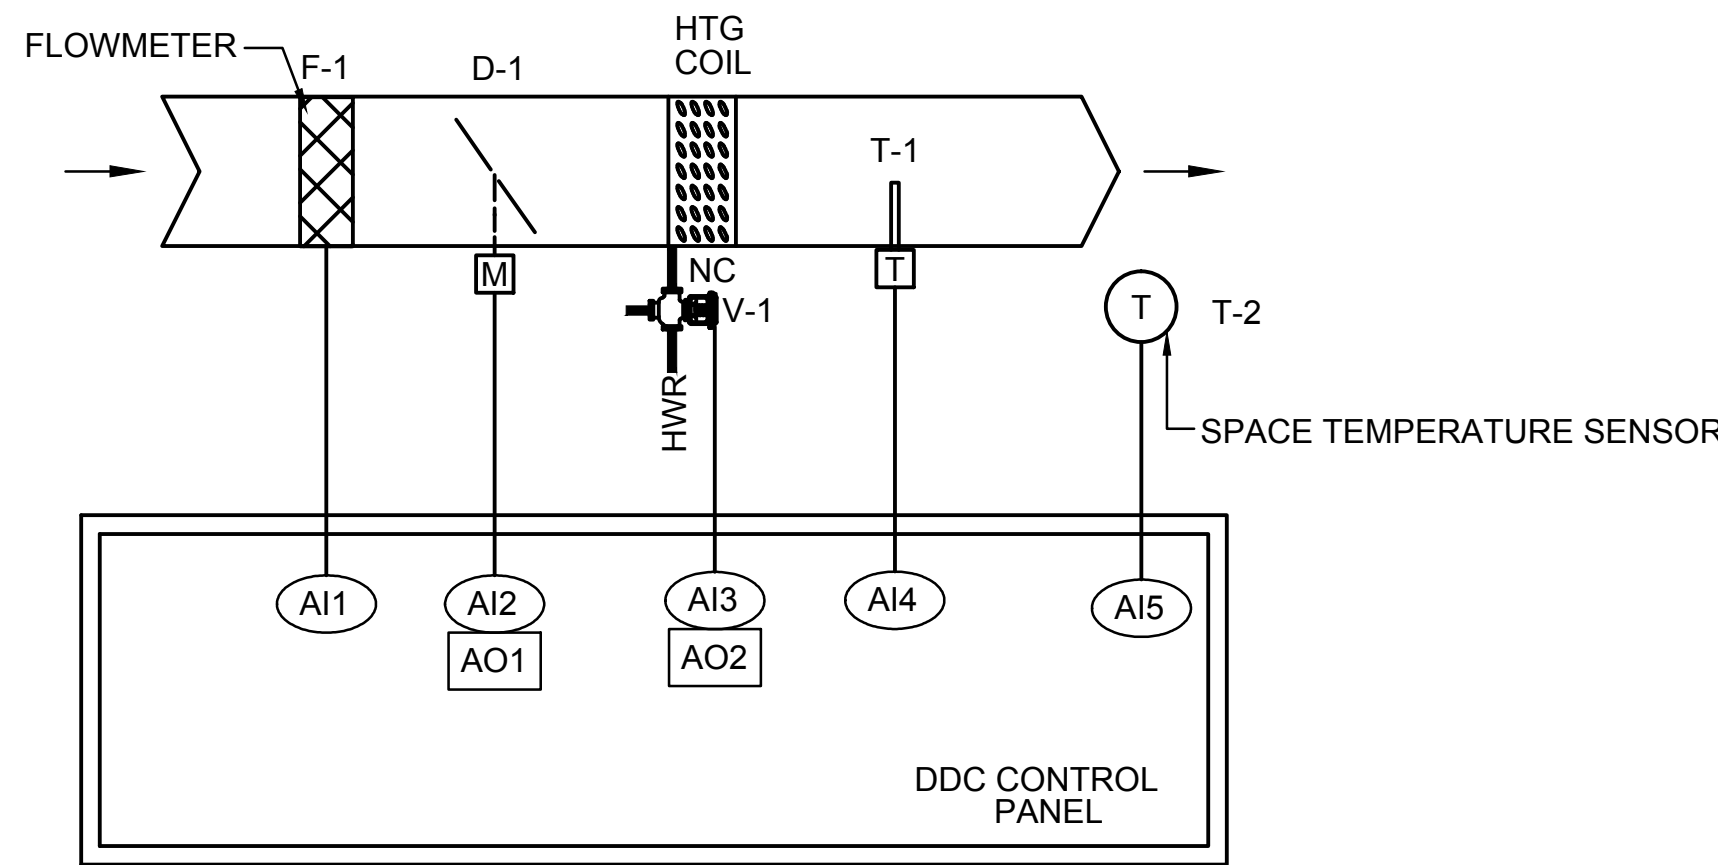 HTG
COIL
FLOWMETER
F-1
D-1
T-1
M
NC
T
V-1
T
T-2
HWR
SPACE TEMPERATURE SENSOR
AI1
AI2
AI3
AI4
AI5
AO1
AO2
DDC CONTROL
PANEL